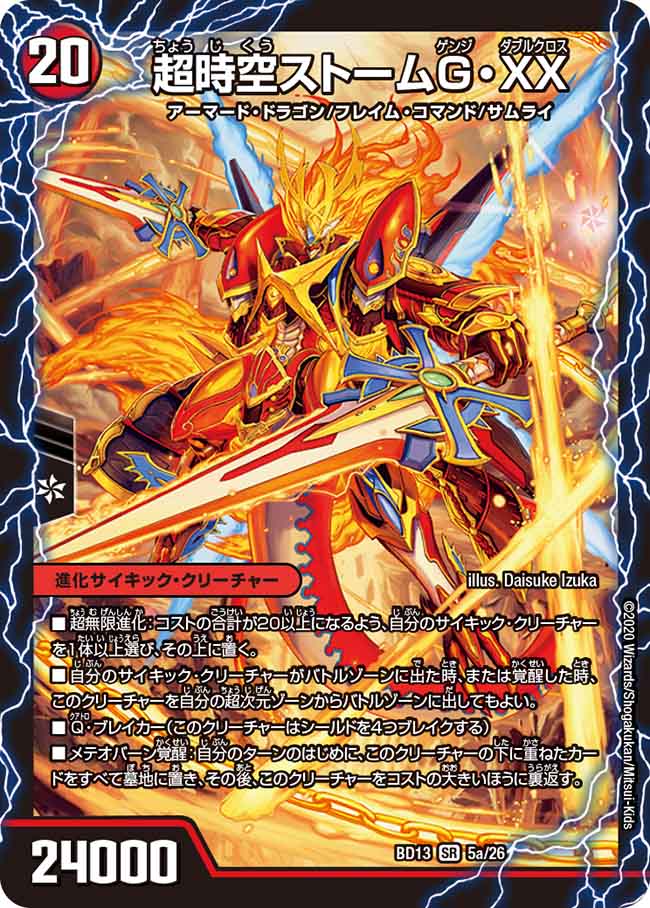 20
超時空ストームG・XX
ちょうじくう ゲンジ ダブルクロス
アーマード・ドラゴン/フレイム・コマンド/サムライ
進化サイキック・クリーチャー
illus. Daisuke Izuka
■超無限進化:コストの合計が20以上になるよう、自分のサイキック・クリーチャー
を1体以上選び、その上に置く。
■自分のサイキック・クリーチャーがバトルゾーンに出た時、または覚醒した時、
このクリーチャーを自分の超次元ゾーンからバトルゾーンに出してもよい。
■Q・ブレイカー(このクリーチャーはシールドを4つブレイクする)
■メテオバーン覚醒:自分のターンのはじめに、このクリーチャーの下に重ねたカー
ドをすべて墓地に置き、その後、このクリーチャーをコストの大きいほうに裏返す。
24000
BD13 SR 5a/26
©2020 Wizards/Shogakukan/Mitsui-Kids